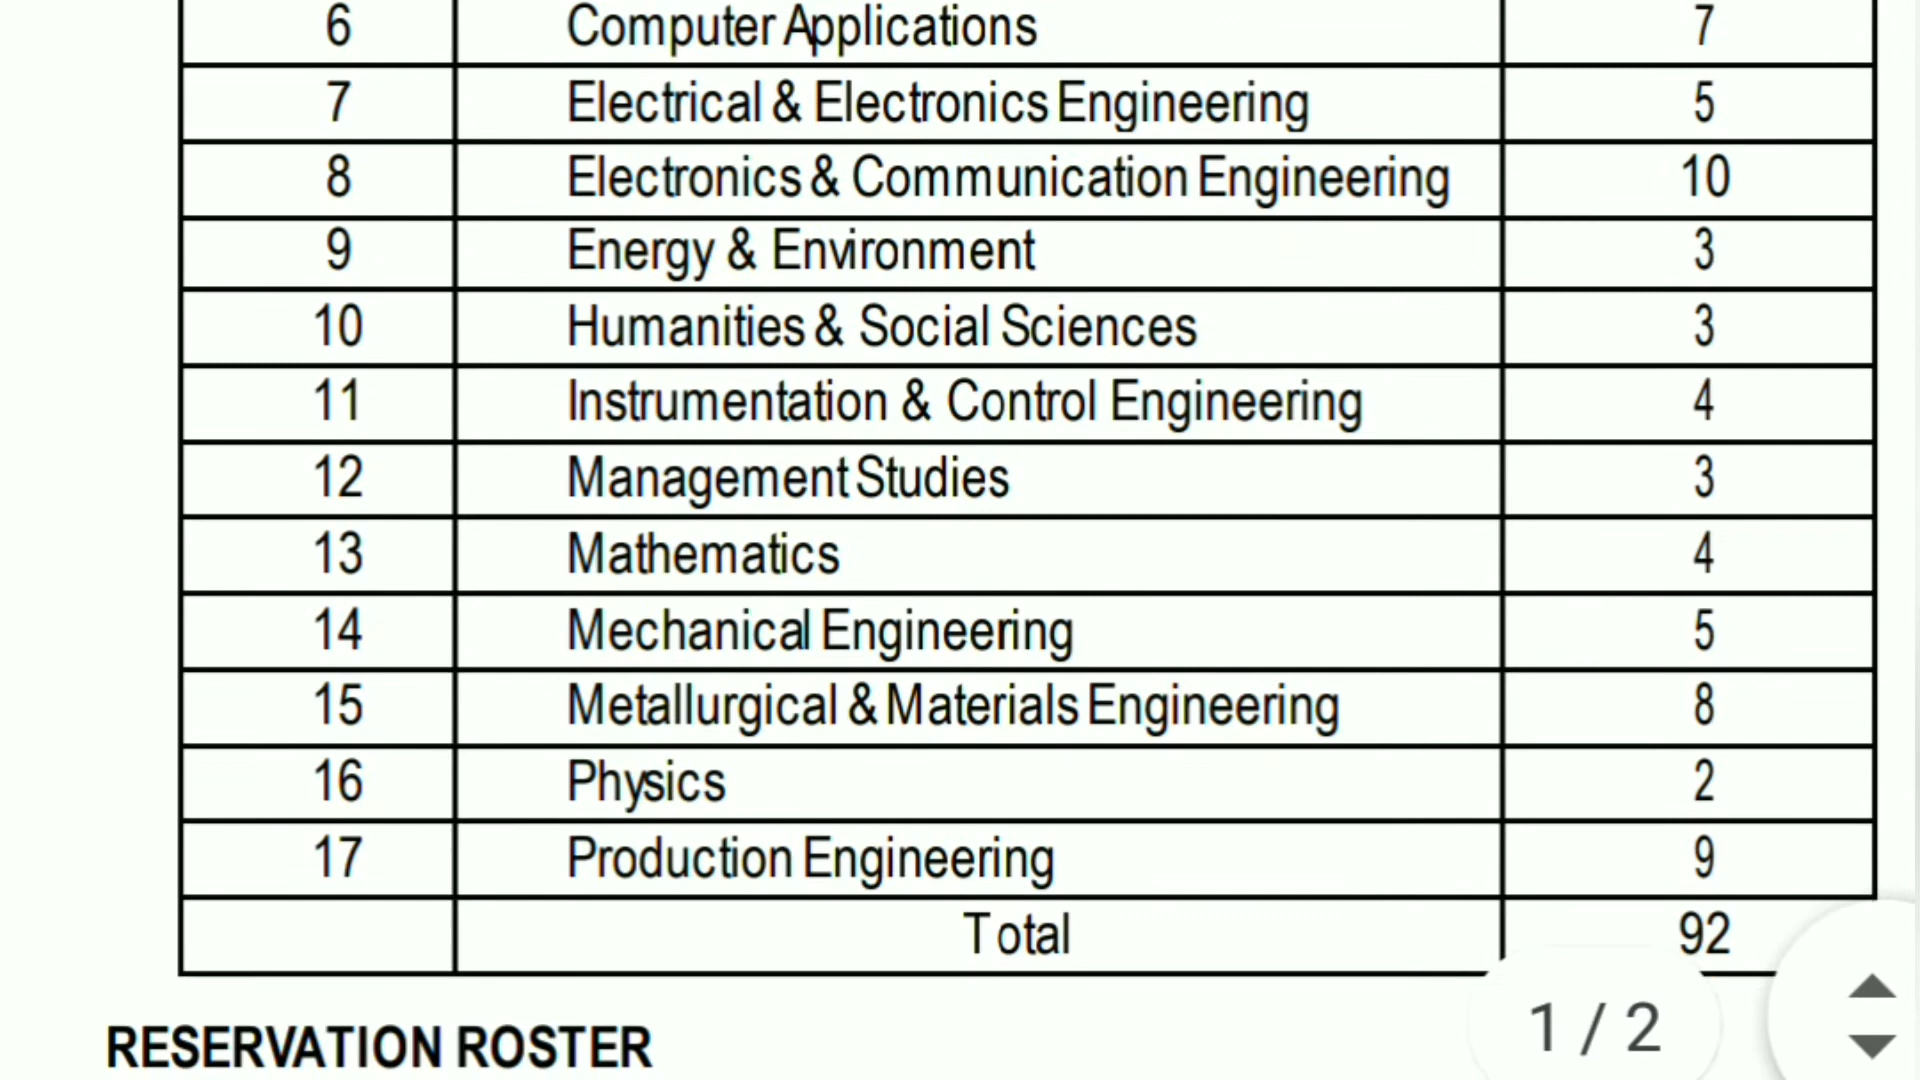 6 Computer Applications 7
7 Electrical & Electronics Engineering 5
8 Electronics & Communication Engineering 10
9 Energy & Environment 3
10 Humanities & Social Sciences 3
11 Instrumentation & Control Engineering 4
12 Management Studies 3
13 Mathematics 4
14 Mechanical Engineering 5
15 Metallurgical & Materials Engineering 8
16 Physics 2
17 Production Engineering 9
Total 92
RESERVATION ROSTER
1 / 2